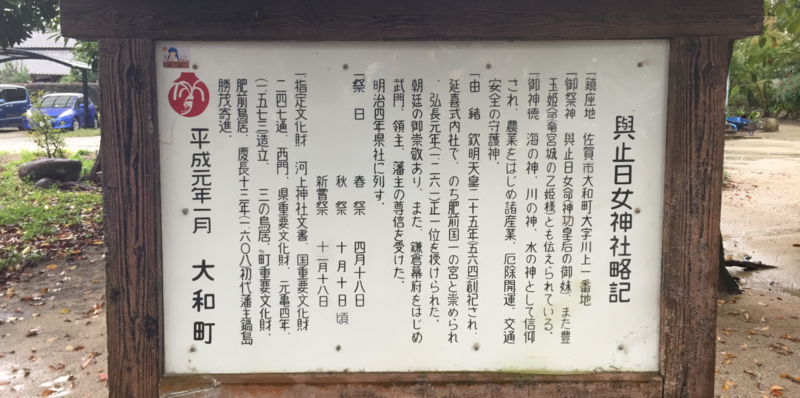 與止日女神社略記
一鎮座地　佐賀市大和町大字川上一番地
一御祭神　與止日女命神功皇后の御妹、また豊
玉姫命竜宮城の乙姫様とも伝えられている。
一御神徳　海の神、川の神、水の神として信仰
され、農業をはじめ諸産業、厄除開運、交通
安全の守護神。
一由　緒　欽明天皇二十五年(五六四)創祀され、
延喜式内社で、のち肥前国一の宮と崇められ
、弘長元年(一二六一)正一位を授けられた。
朝廷の御崇敬あり、また、鎌倉幕府をはじめ
武門、領主、藩主の尊信を受けた。
明治四年県社に列す。
一祭　日　　春　祭　四月十八日
秋　祭　十月十日頃
新嘗祭　十一月十八日
一指定文化財　河上神社文書、国重要文化財
二四七通、西門、県重要文化財、元亀四年、
(一五七三)造立、三の鳥居、町重要文化財、
肥前鳥居、慶長十三年(一六〇八)初代藩主鍋島
勝茂寄進、
平成元年一月　大和町